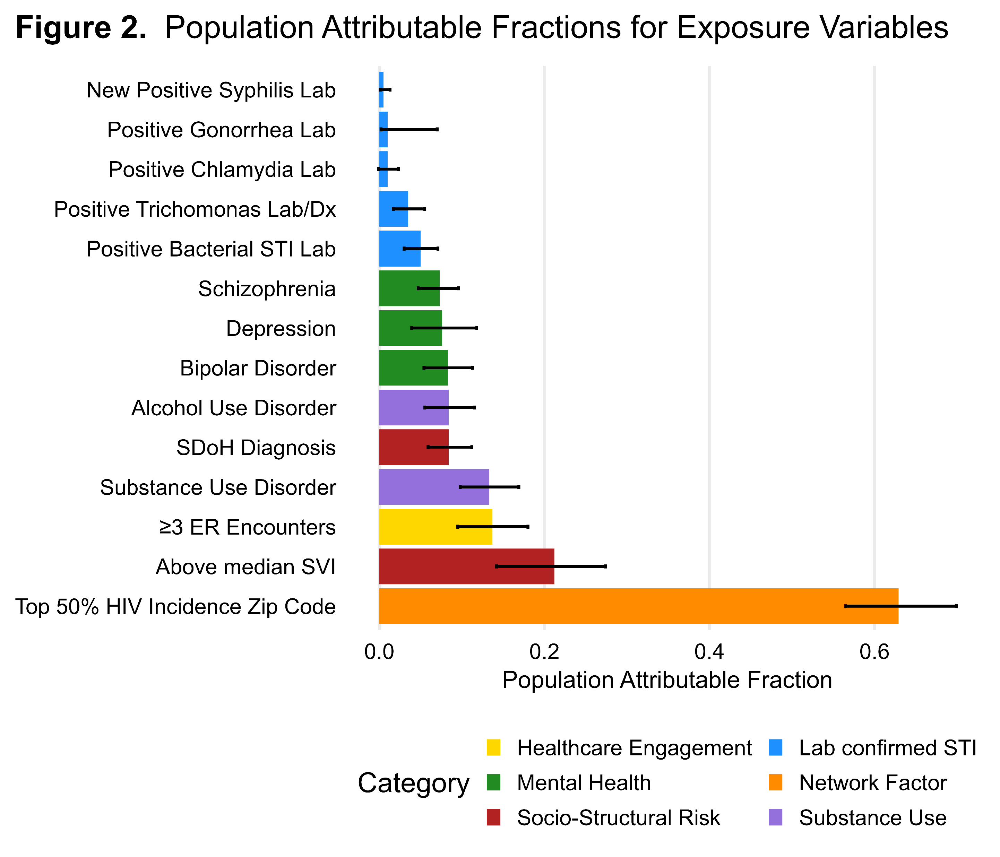 Figure 2. Population Attributable Fractions for Exposure Variables
New Positive Syphilis Lab
Positive Gonorrhea Lab
Positive Chlamydia Lab
Positive Trichomonas Lab/Dx
Positive Bacterial STI Lab
Schizophrenia
Depression
Bipolar Disorder
Alcohol Use Disorder
SDoH Diagnosis
Substance Use Disorder
≥3 ER Encounters
Above median SVI
Top 50% HIV Incidence Zip Code
0.0 0.2 0.4 0.6
Population Attributable Fraction
Category
Healthcare Engagement
Mental Health
Socio-Structural Risk
Lab confirmed STI
Network Factor
Substance Use